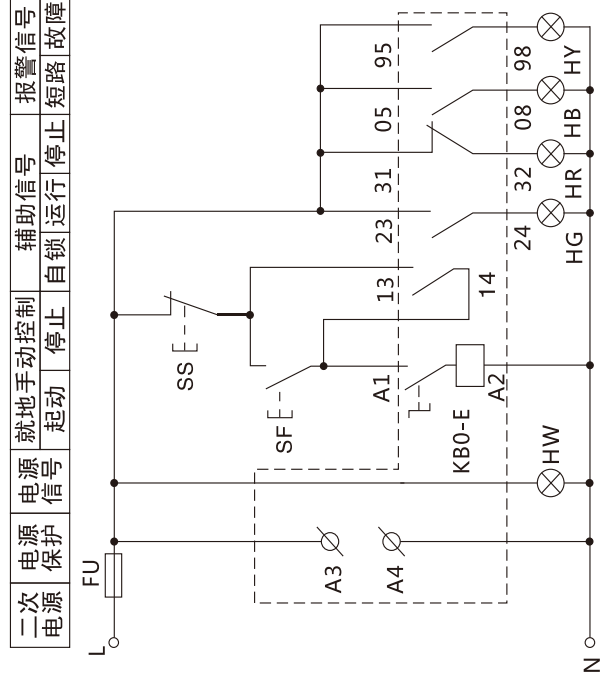 二次电源
电源保护
电源信号
就地手动控制
起动
停止
辅助信号
自锁
运行
停止
报警信号
短路
故障
L
FU
N
A3
A4
HW
SF
SS
A1
KB0-E
A2
13
14
23
24
HG
31
32
HR
05
08
HB
95
98
HY